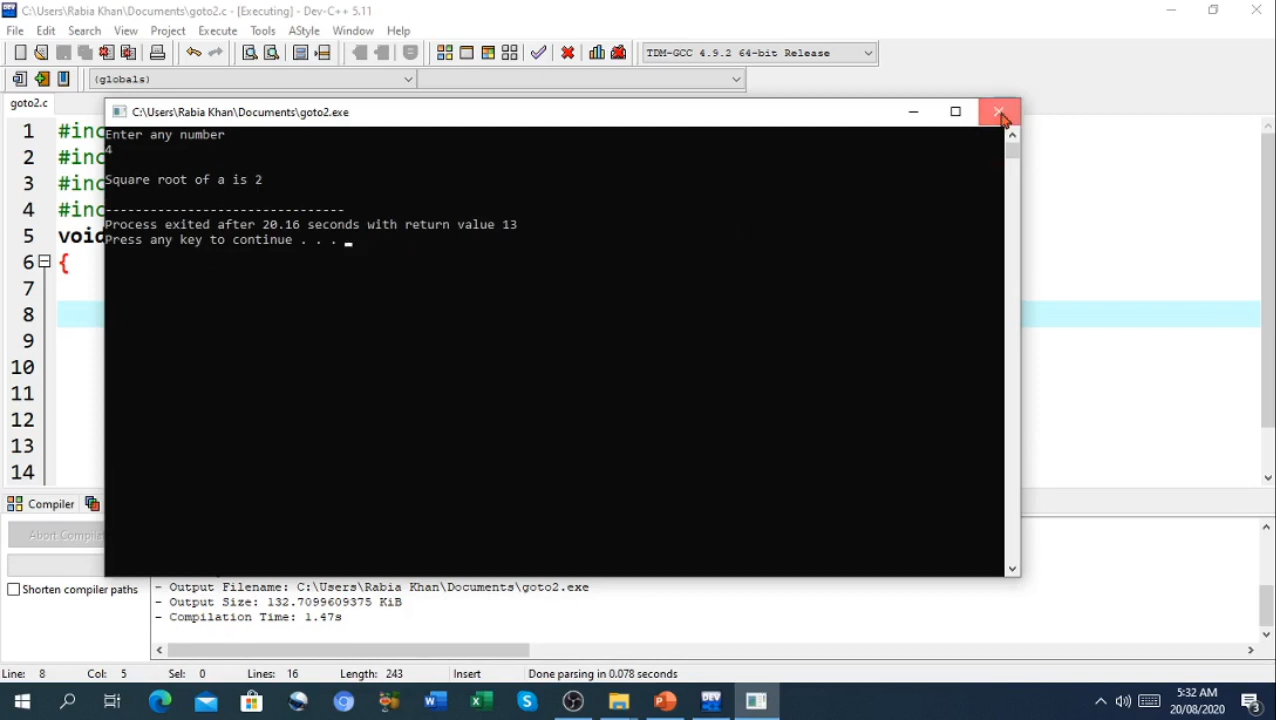 C:\Users\Rabia Khan\Documents\goto2.c - [Executing] - Dev-C++ 5.11
File Edit Search View Project Execute Tools AStyle Window Help
TDM-GCC 4.9.2 64-bit Release
(globals)
goto2.c
C:\Users\Rabia Khan\Documents\goto2.exe
1 #inc
2 #inc
3 #inc
4 #inc
5 void
6 {
7
8
9
10
11
12
13
14
Enter any number
4
Square root of a is 2
--------------------------------
Process exited after 20.16 seconds with return value 13
Press any key to continue . . .
Compiler
Abort Compila
Shorten compiler paths
- Output Filename: C:\Users\Rabia Khan\Documents\goto2.exe
- Output Size: 132.7099609375 KiB
- Compilation Time: 1.47s
Line: 8 Col: 5 Sel: 0 Lines: 16 Length: 243 Insert Done parsing in 0.078 seconds
5:32 AM
20/08/2020
3